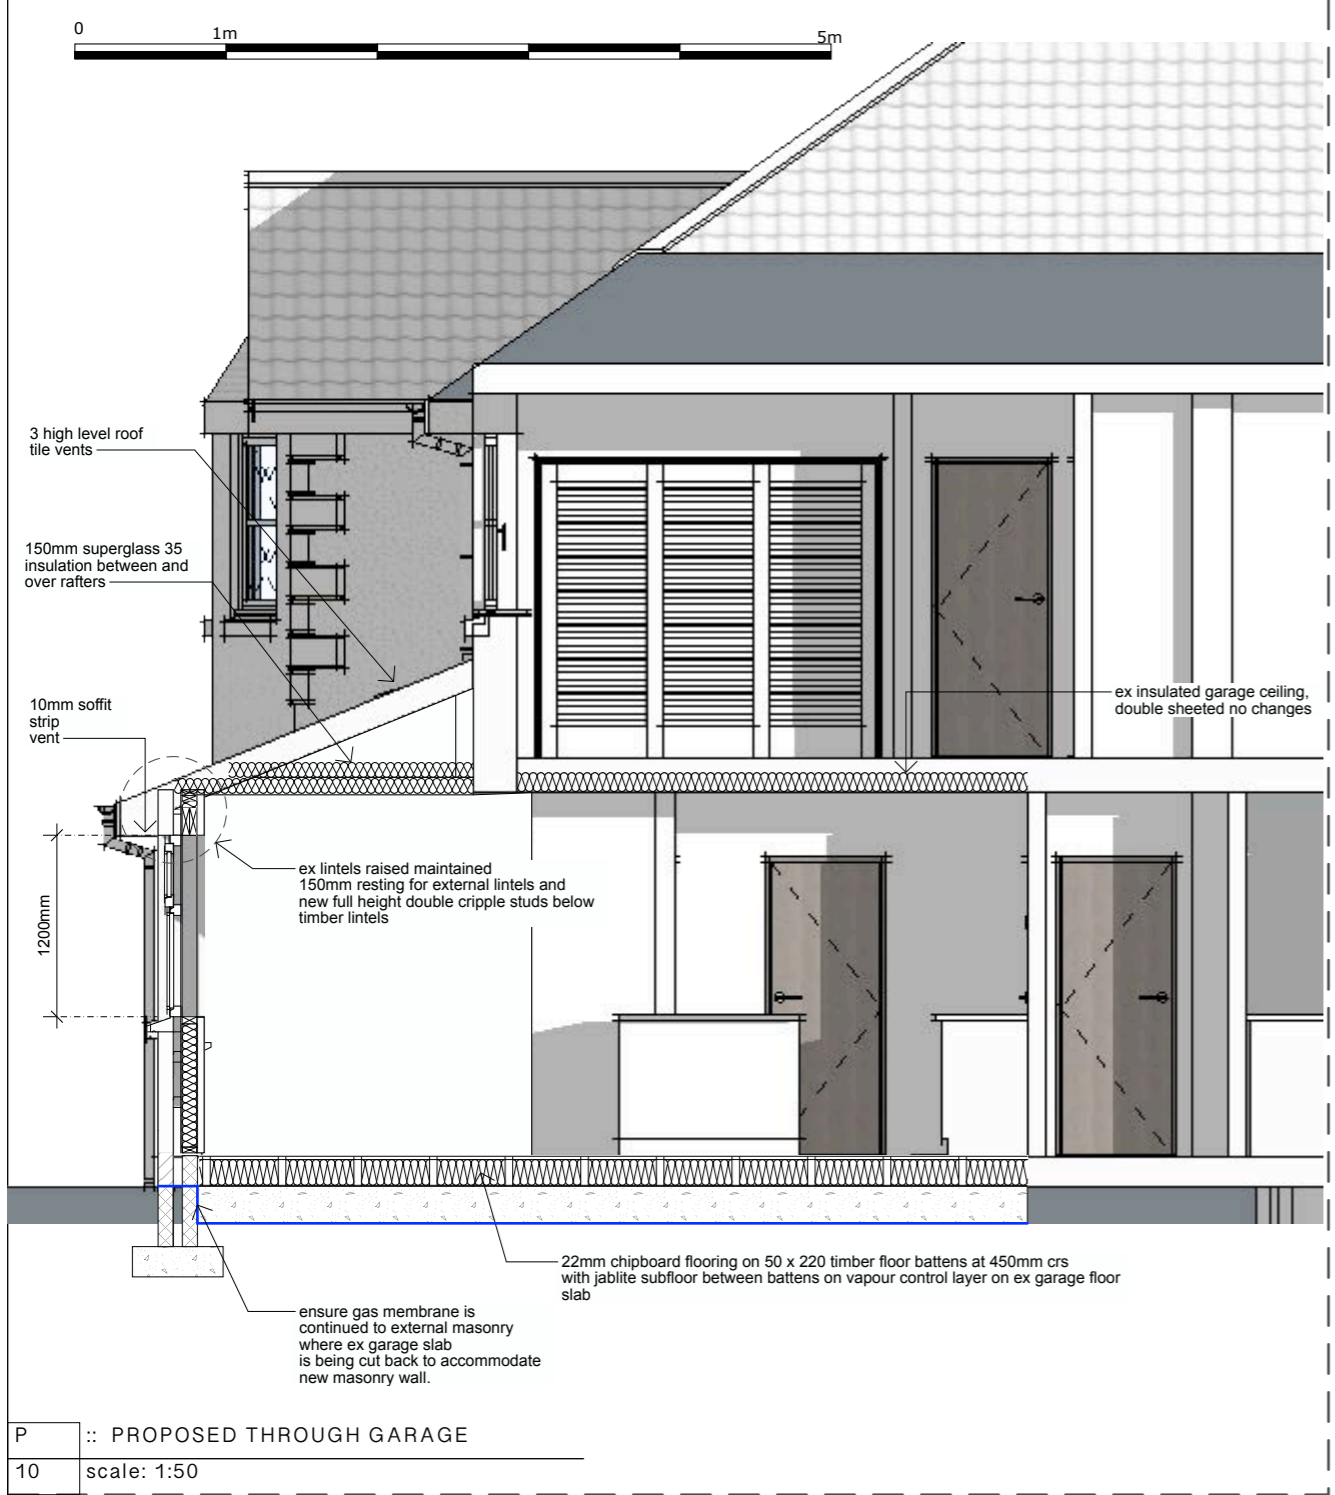 0
1m
5m
3 high level roof
tile vents
150mm superglass 35
insulation between and
over rafters
ex insulated garage ceiling,
double sheeted no changes
10mm soffit
strip
vent
ex lintels raised maintained
150mm resting for external lintels and
new full height double cripple studs below
timber lintels
1200mm
22mm chipboard flooring on 50 x 220 timber floor battens at 450mm crs
with jablite subfloor between battens on vapour control layer on ex garage floor
slab
ensure gas membrane is
continued to external masonry
where ex garage slab
is being cut back to accommodate
new masonry wall.
P :: PROPOSED THROUGH GARAGE
10 scale: 1:50